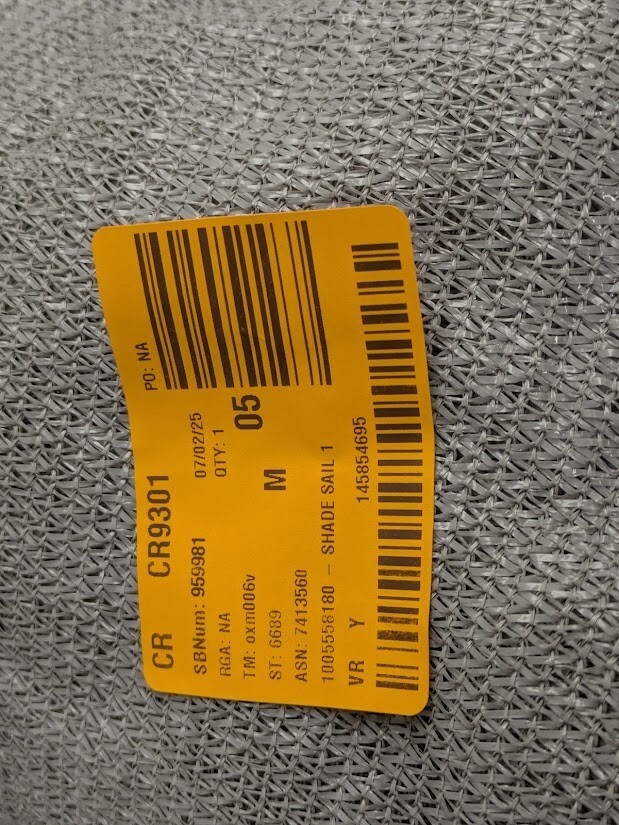 CR CR9301 PO: NA
SBNum: 959981 07/02/25
RGA: NA QTY: 1
TM: oxm006v 05
ST: 6689 M
ASN: 7413560
1005558180 – SHADE SAIL 1
VR Y 145854695